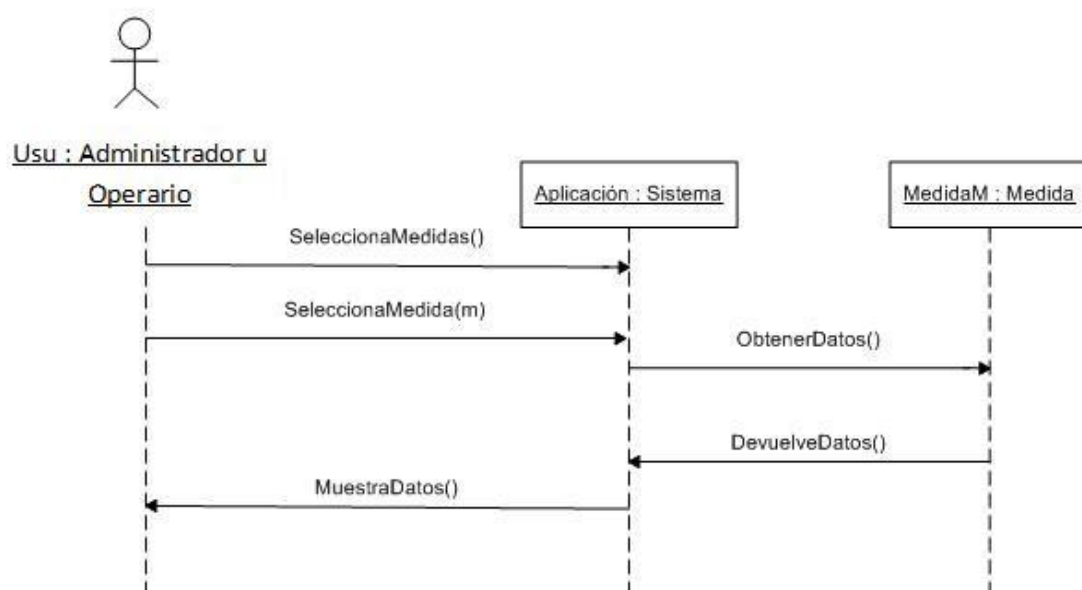 Usu : Administrador u
Operario
Aplicación : Sistema
MedidaM : Medida
SeleccionaMedidas()
SeleccionaMedida(m)
ObtenerDatos()
DevuelveDatos()
MuestraDatos()